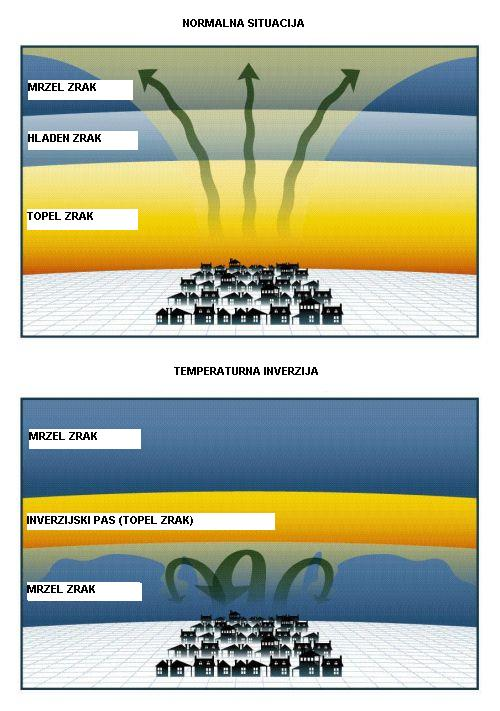 NORMALNA SITUACIJA
MRZEL ZRAK
HLADEN ZRAK
TOPEL ZRAK
TEMPERATURNA INVERZIJA
MRZEL ZRAK
INVERZIJSKI PAS (TOPEL ZRAK)
MRZEL ZRAK